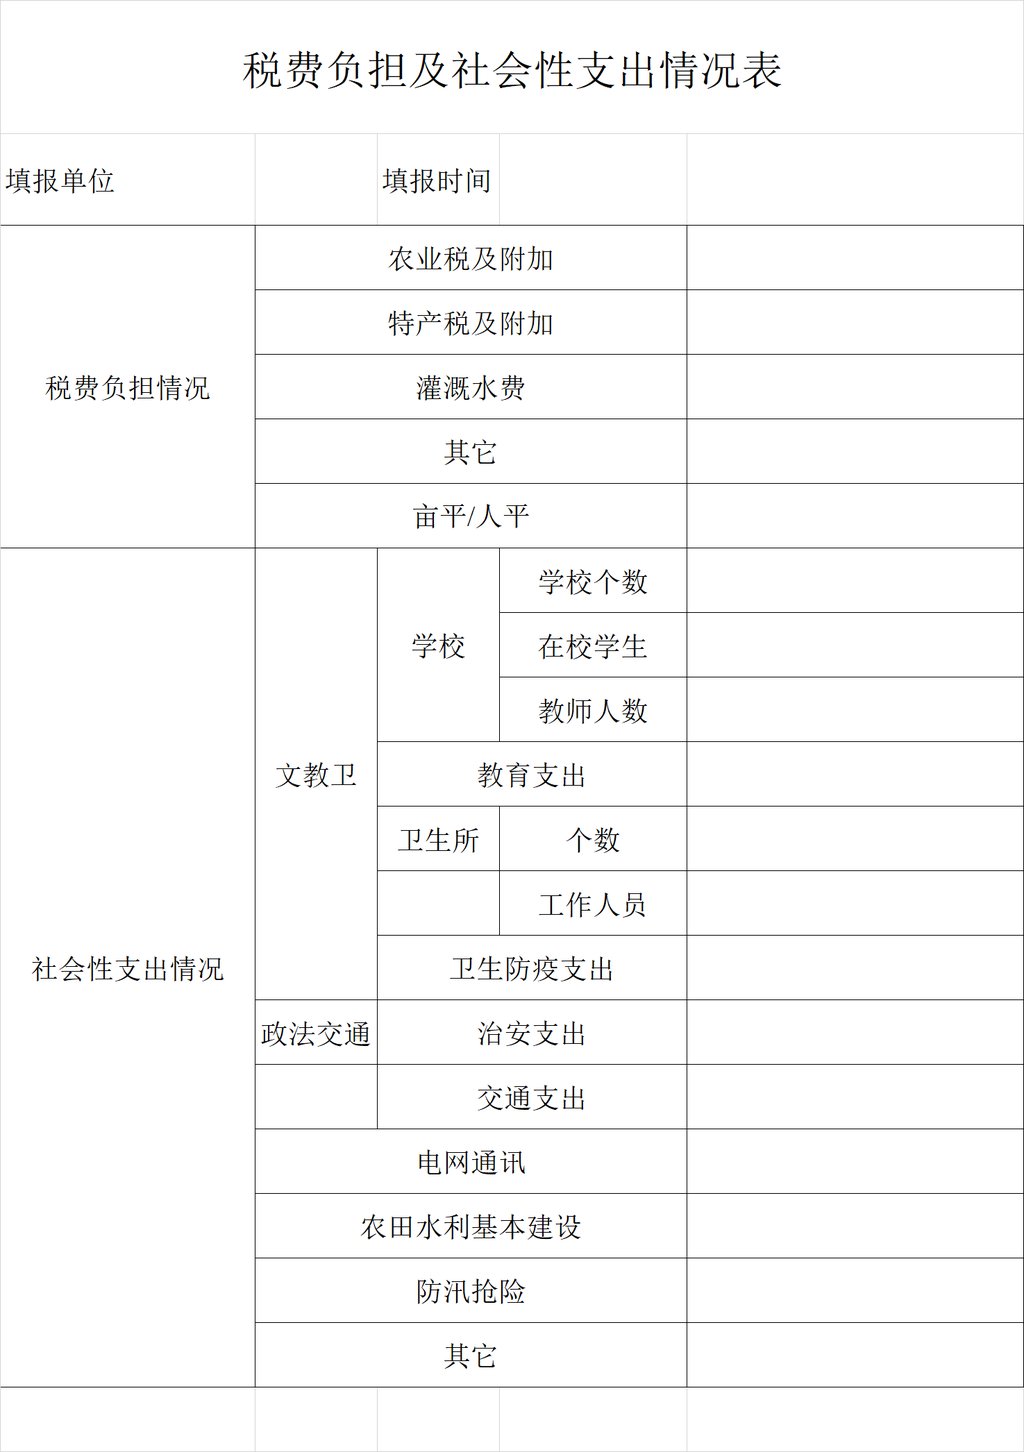 税费负担及社会性支出情况表
填报单位 填报时间
农业税及附加
特产税及附加
税费负担情况 灌溉水费
其它
亩平/人平
学校个数
学校 在校学生
教师人数
文教卫 教育支出
卫生所 个数
工作人员
社会性支出情况 卫生防疫支出
政法交通 治安支出
交通支出
电网通讯
农田水利基本建设
防汛抢险
其它